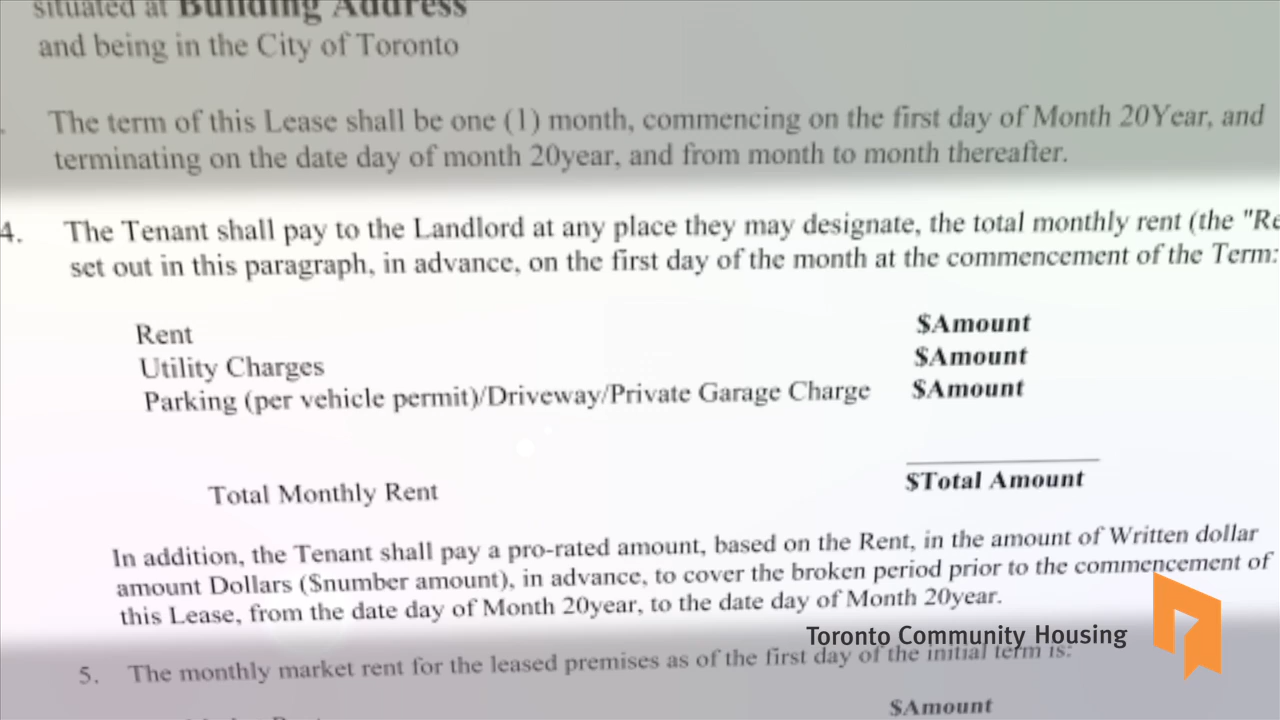 situated at Building Address
and being in the City of Toronto
The term of this Lease shall be one (1) month, commencing on the first day of Month 20Year, and
terminating on the date day of month 20year, and from month to month thereafter.
4. The Tenant shall pay to the Landlord at any place they may designate, the total monthly rent (the "Re
set out in this paragraph, in advance, on the first day of the month at the commencement of the Term:
Rent $Amount
Utility Charges $Amount
Parking (per vehicle permit)/Driveway/Private Garage Charge $Amount
Total Monthly Rent $Total Amount
In addition, the Tenant shall pay a pro-rated amount, based on the Rent, in the amount of Written dollar
amount Dollars ($number amount), in advance, to cover the broken period prior to the commencement of
this Lease, from the date day of Month 20year, to the date day of Month 20year.
Toronto Community Housing
5. The monthly market rent for the leased premises as of the first day of the initial term is:
$Amount